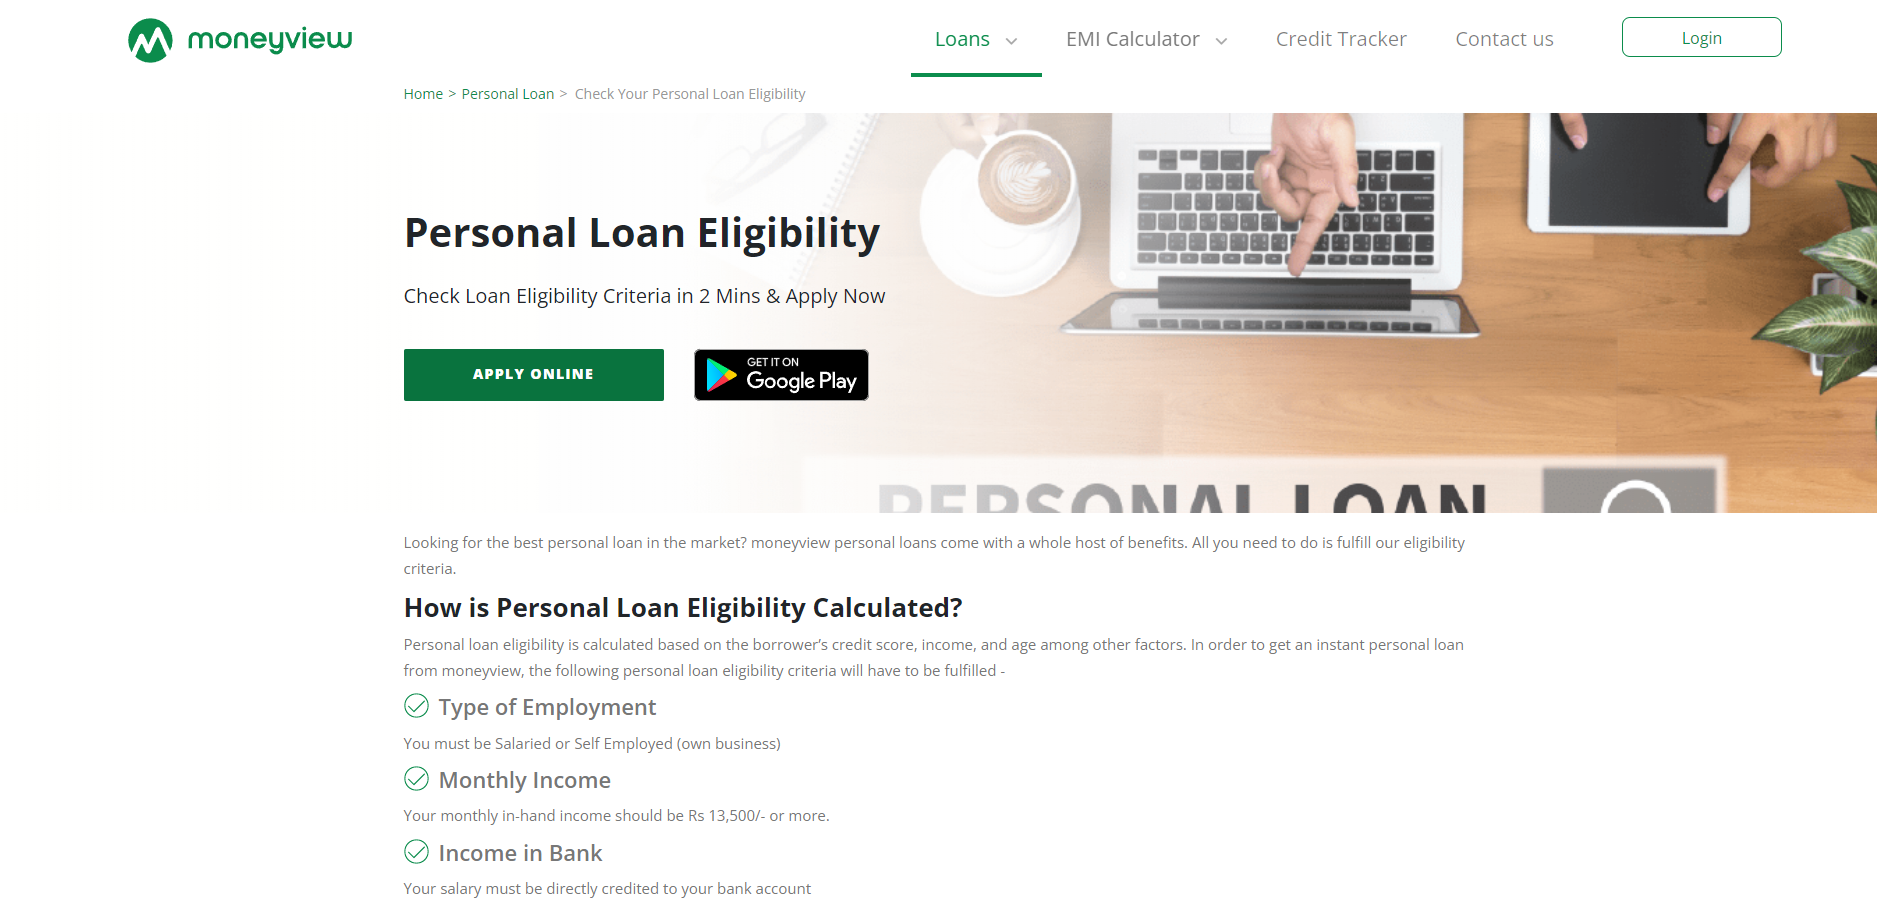 moneyview
Loans
EMI Calculator
Credit Tracker
Contact us
Login
Home > Personal Loan > Check Your Personal Loan Eligibility
Personal Loan Eligibility
Check Loan Eligibility Criteria in 2 Mins & Apply Now
APPLY ONLINE
GET IT ON
Google Play
PERSONAL LOAN
Looking for the best personal loan in the market? moneyview personal loans come with a whole host of benefits. All you need to do is fulfill our eligibility
criteria.
How is Personal Loan Eligibility Calculated?
Personal loan eligibility is calculated based on the borrower’s credit score, income, and age among other factors. In order to get an instant personal loan
from moneyview, the following personal loan eligibility criteria will have to be fulfilled -
Type of Employment
You must be Salaried or Self Employed (own business)
Monthly Income
Your monthly in-hand income should be Rs 13,500/- or more.
Income in Bank
Your salary must be directly credited to your bank account